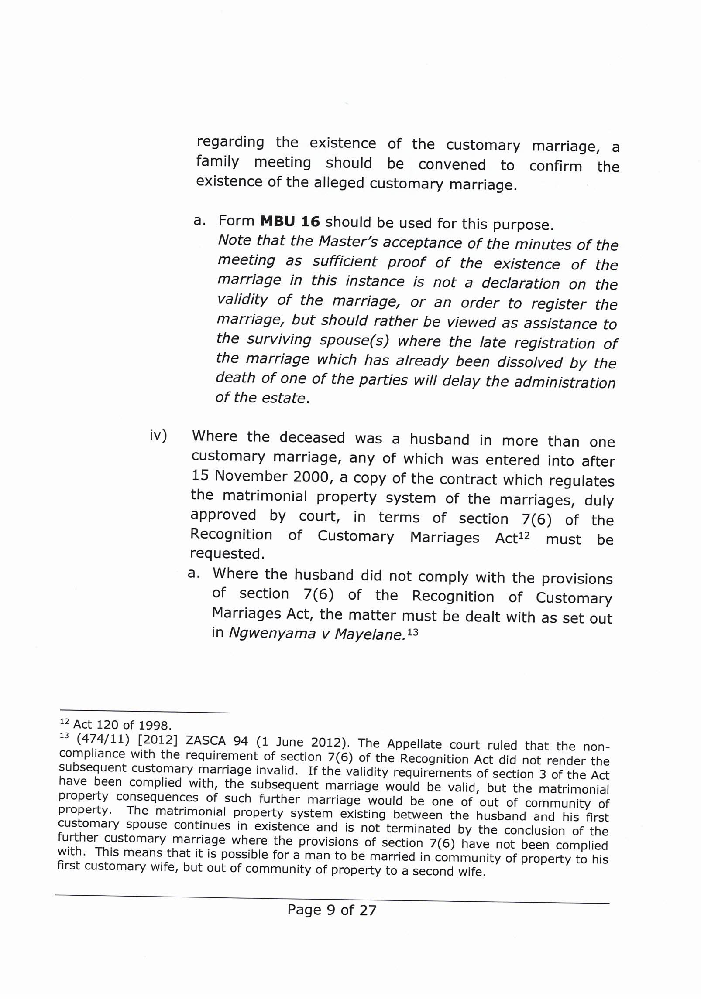 regarding the existence of the customary marriage, a
family meeting should be convened to confirm the
existence of the alleged customary marriage.
a. Form MBU 16 should be used for this purpose.
Note that the Master's acceptance of the minutes of the
meeting as sufficient proof of the existence of the
marriage in this instance is not a declaration on the
validity of the marriage, or an order to register the
marriage, but should rather be viewed as assistance to
the surviving spouse(s) where the late registration of
the marriage which has already been dissolved by the
death of one of the parties will delay the administration
of the estate.
iv) Where the deceased was a husband in more than one
customary marriage, any of which was entered into after
15 November 2000, a copy of the contract which regulates
the matrimonial property system of the marriages, duly
approved by court, in terms of section 7(6) of the
Recognition of Customary Marriages Act¹² must be
requested.
a. Where the husband did not comply with the provisions
of section 7(6) of the Recognition of Customary
Marriages Act, the matter must be dealt with as set out
in Ngwenyama v Mayelane.¹³
¹² Act 120 of 1998.
¹³ (474/11) [2012] ZASCA 94 (1 June 2012). The Appellate court ruled that the non-
compliance with the requirement of section 7(6) of the Recognition Act did not render the
subsequent customary marriage invalid. If the validity requirements of section 3 of the Act
have been complied with, the subsequent marriage would be valid, but the matrimonial
property consequences of such further marriage would be one of out of community of
property. The matrimonial property system existing between the husband and his first
customary spouse continues in existence and is not terminated by the conclusion of the
further customary marriage where the provisions of section 7(6) have not been complied
with. This means that it is possible for a man to be married in community of property to his
first customary wife, but out of community of property to a second wife.
Page 9 of 27